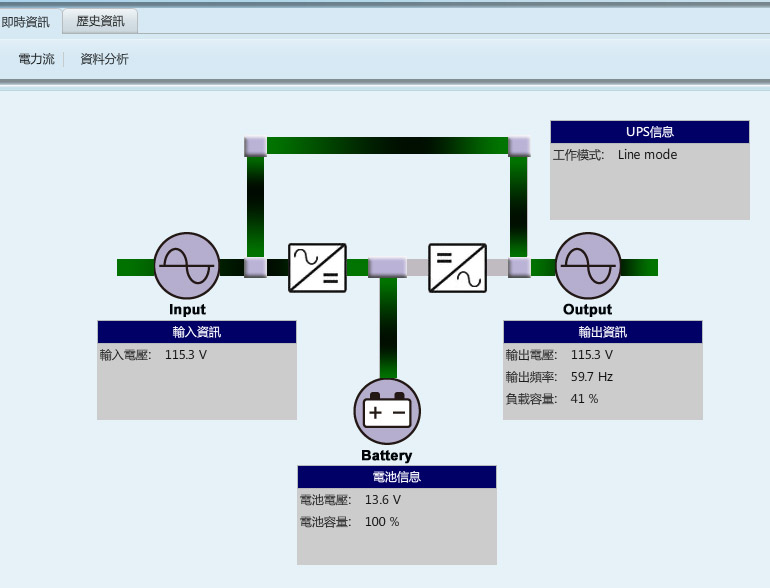 即時資訊 歷史資訊
電力流 資料分析
UPS信息
工作模式: Line mode
Input
輸入資訊
輸入電壓: 115.3 V
Output
輸出資訊
輸出電壓: 115.3 V
輸出頻率: 59.7 Hz
負載容量: 41 %
Battery
電池信息
電池電壓: 13.6 V
電池容量: 100 %